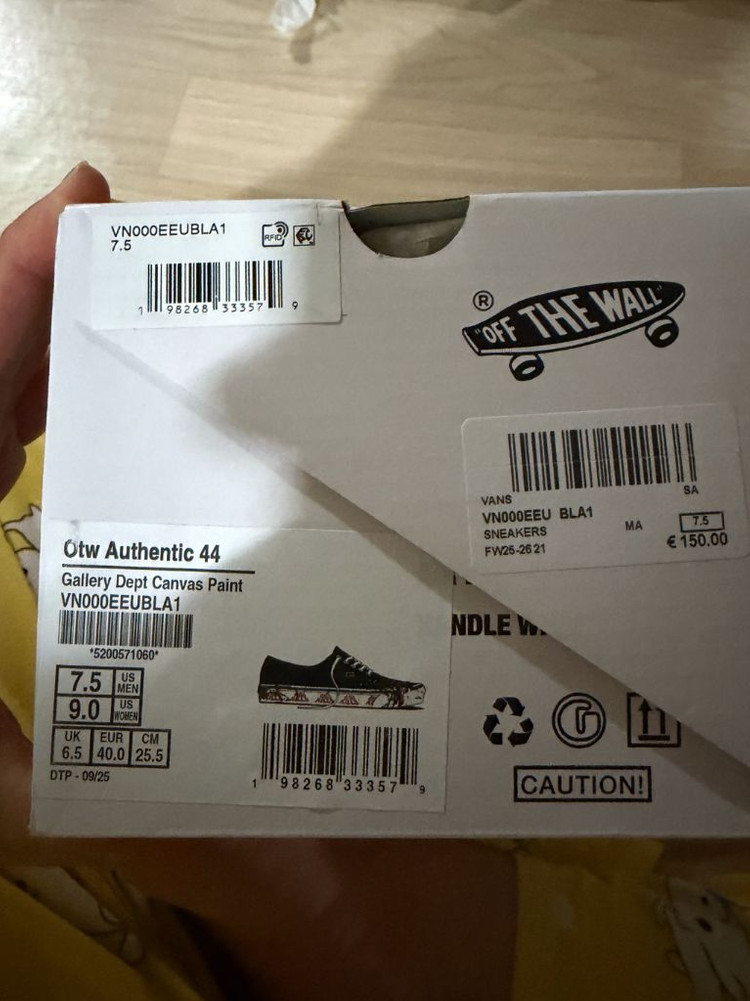 VN000EEUBLA1
7.5
RFID
1 98268 33357 9
®
"OFF THE WALL"
VANS
SA
VN000EEU BLA1
SNEAKERS
MA
7.5
FW25-26 21
€ 150.00
Otw Authentic 44
Gallery Dept Canvas Paint
VN000EEUBLA1
*5200571060*
7.5 US MEN
9.0 US WOMEN
UK EUR CM
6.5 40.0 25.5
DTP - 09/25
1 98268 33357 9
NDLE
CAUTION!